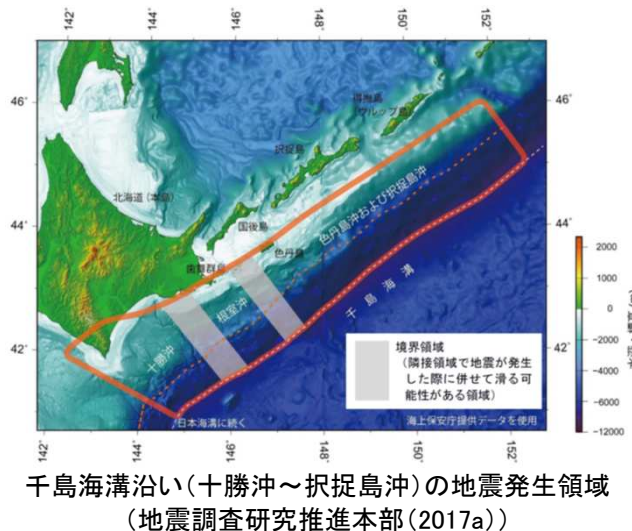 142°
144°
146°
148°
150°
152°
46°
46°
得撫島
(ウルップ島)
択捉島
北海道(本島)
44°
国後島
色丹島
色丹島沖および択捉島沖
44°
歯舞群島
根室沖
千島海溝
42°
十勝沖
42°
境界領域
(隣接領域で地震が発生
した際に併せて滑る可
能性がある領域)
日本海溝に続く
海上保安庁提供データを使用
142°
144°
146°
148°
150°
152°
2000
0
-2000
-4000
-6000
-8000
-12000
千島海溝沿い(十勝沖~択捉島沖)の地震発生領域
(地震調査研究推進本部(2017a))